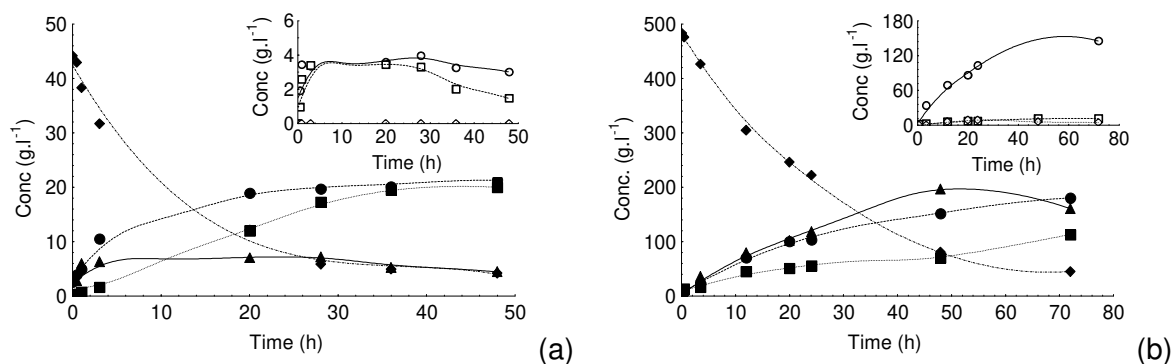 50
40
30
20
10
0
Conc (g.l-1)
0 10 20 30 40 50
Time (h)
6
4
2
0
Conc (g.l-1)
0 10 20 30 40 50
Time (h)
(a)
500
400
300
200
100
0
Conc. (g.l-1)
0 10 20 30 40 50 60 70 80
Time (h)
180
120
60
0
Conc (g.l-1)
0 20 40 60 80
Time (h)
(b)